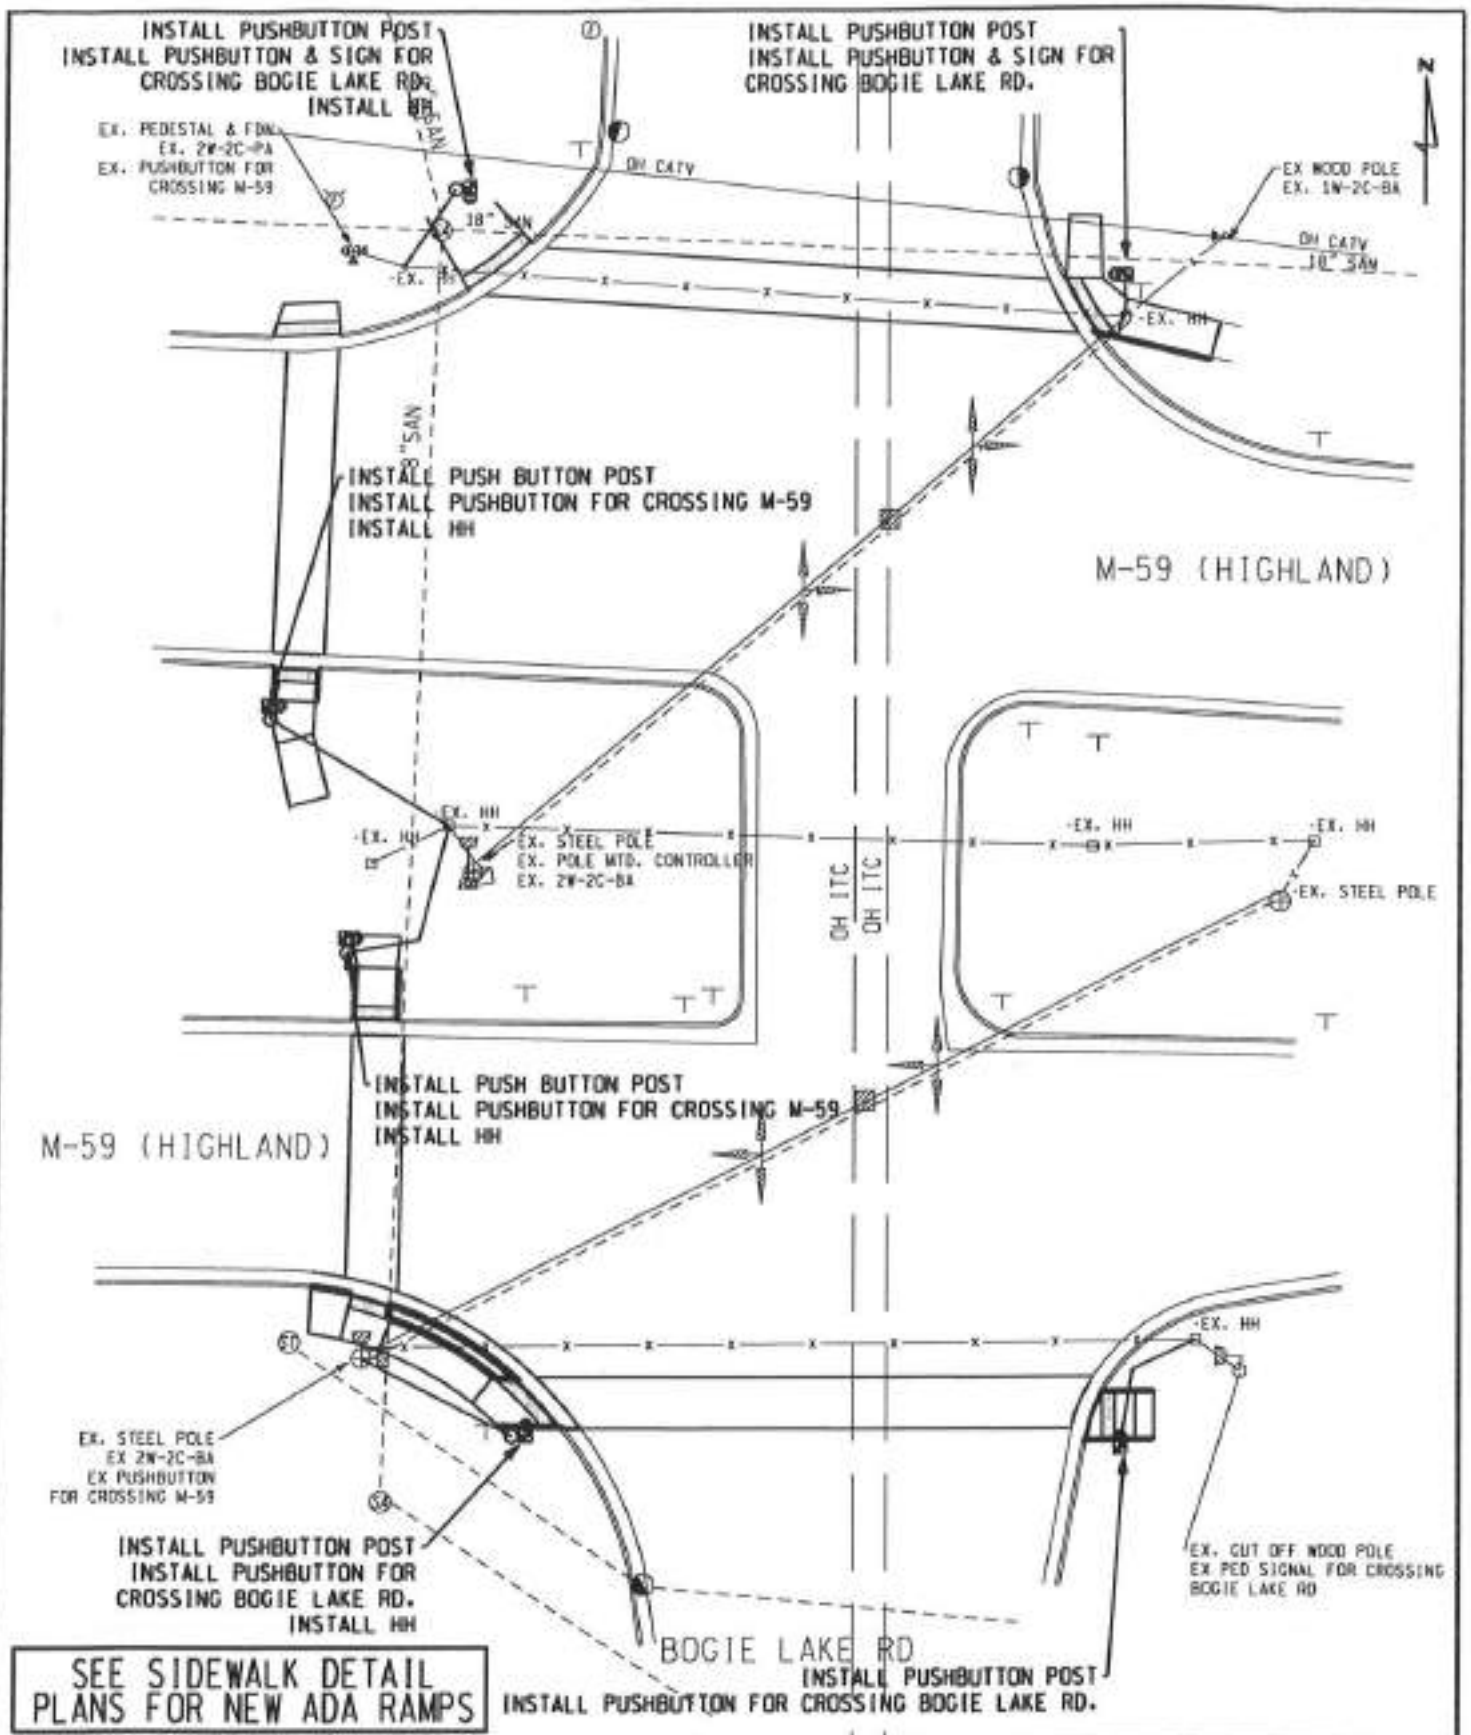 INSTALL PUSHBUTTON POST
INSTALL PUSHBUTTON & SIGN FOR
CROSSING BOGIE LAKE RD.
INSTALL HH
INSTALL PUSHBUTTON POST
INSTALL PUSHBUTTON & SIGN FOR
CROSSING BOGIE LAKE RD.
N
EX. PEDESTAL & FDN.
EX. 2W-2C-PA
EX. PUSHBUTTON FOR
CROSSING M-59
SAN
OH CATV
EX WOOD POLE
EX. 1W-2C-BA
18" SAN
OH CATV
18" SAN
EX. HH
EX. HH
8"SAN
INSTALL PUSH BUTTON POST
INSTALL PUSHBUTTON FOR CROSSING M-59
INSTALL HH
M-59 (HIGHLAND)
EX. HH
EX. HH
EX. STEEL POLE
EX. POLE MTD. CONTROLLER
EX. 2W-2C-BA
OH ITC
OH ITC
EX. HH
EX. HH
EX. STEEL POLE
INSTALL PUSH BUTTON POST
INSTALL PUSHBUTTON FOR CROSSING M-59
INSTALL HH
M-59 (HIGHLAND)
EX. HH
EX. STEEL POLE
EX 2W-2C-BA
EX PUSHBUTTON
FOR CROSSING M-59
INSTALL PUSHBUTTON POST
INSTALL PUSHBUTTON FOR
CROSSING BOGIE LAKE RD.
INSTALL HH
EX. CUT OFF WOOD POLE
EX PED SIGNAL FOR CROSSING
BOGIE LAKE RD
BOGIE LAKE RD
INSTALL PUSHBUTTON POST
INSTALL PUSHBUTTON FOR CROSSING BOGIE LAKE RD.
SEE SIDEWALK DETAIL
PLANS FOR NEW ADA RAMPS